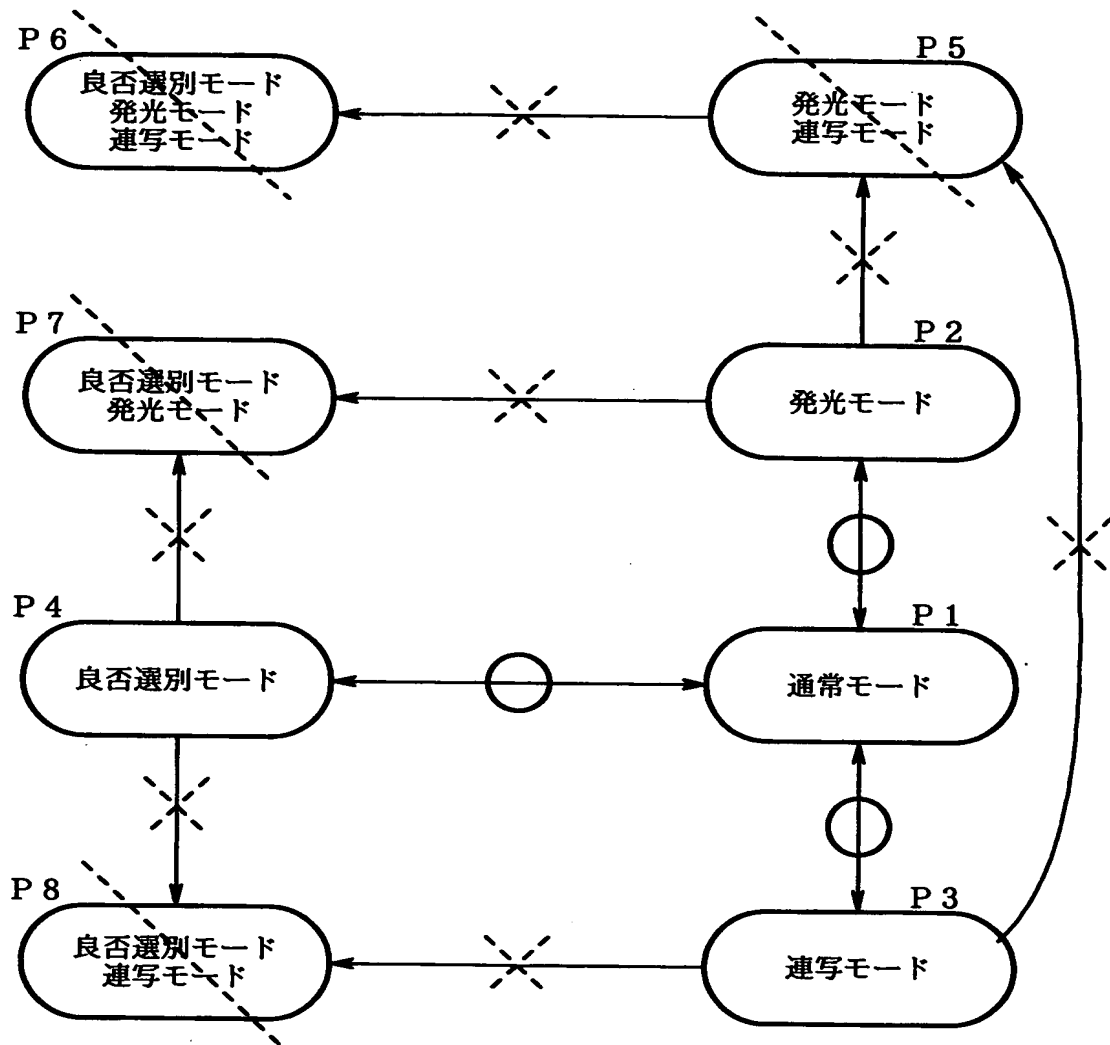 P 6
良否選別モード
発光モード
連写モード
P 5
発光モード
連写モード
P 7
良否選別モード
発光モード
P 2
発光モード
P 4
良否選別モード
P 1
通常モード
P 8
良否選別モード
連写モード
P 3
連写モード